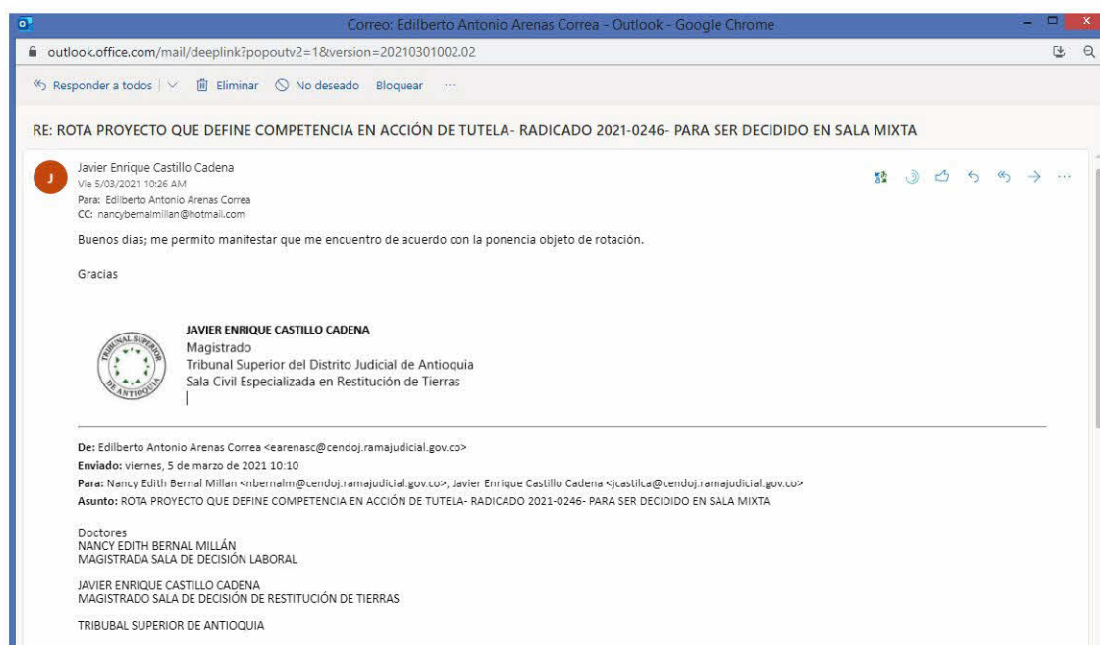 Correo: Edilberto Antonio Arenas Correa - Outlook - Google Chrome
outlook.office.com/mail/deeplink?popoutv2=1&version=20210301002.02
Responder a todos Eliminar No deseado Bloquear ...
RE: ROTA PROYECTO QUE DEFINE COMPETENCIA EN ACCIÓN DE TUTELA- RADICADO 2021-0246- PARA SER DECIDIDO EN SALA MIXTA
J
Javier Enrique Castillo Cadena
Vie 5/03/2021 10:26 AM
Para: Edilberto Antonio Arenas Correa
CC: nancybernalmillan@hotmail.com
Buenos dias; me permito manifestar que me encuentro de acuerdo con la ponencia objeto de rotación.
Gracias
TRIBUNAL SUPERIOR
DE ANTIOQUIA
JAVIER ENRIQUE CASTILLO CADENA
Magistrado
Tribunal Superior del Distrito Judicial de Antioquia
Sala Civil Especializada en Restitución de Tierras
De: Edilberto Antonio Arenas Correa <earenasc@cendoj.ramajudicial.gov.co>
Enviado: viernes, 5 de marzo de 2021 10:10
Para: Nancy Edith Bernal Millan <nbernalm@cendoj.ramajudicial.gov.co>, Javier Enrique Castillo Cadena <jcastilca@cendoj.ramajudicial.gov.co>
Asunto: ROTA PROYECTO QUE DEFINE COMPETENCIA EN ACCIÓN DE TUTELA- RADICADO 2021-0246- PARA SER DECIDIDO EN SALA MIXTA
Doctores
NANCY EDITH BERNAL MILLÁN
MAGISTRADA SALA DE DECISIÓN LABORAL
JAVIER ENRIQUE CASTILLO CADENA
MAGISTRADO SALA DE DECISIÓN DE RESTITUCIÓN DE TIERRAS
TRIBUBAL SUPERIOR DE ANTIOQUIA